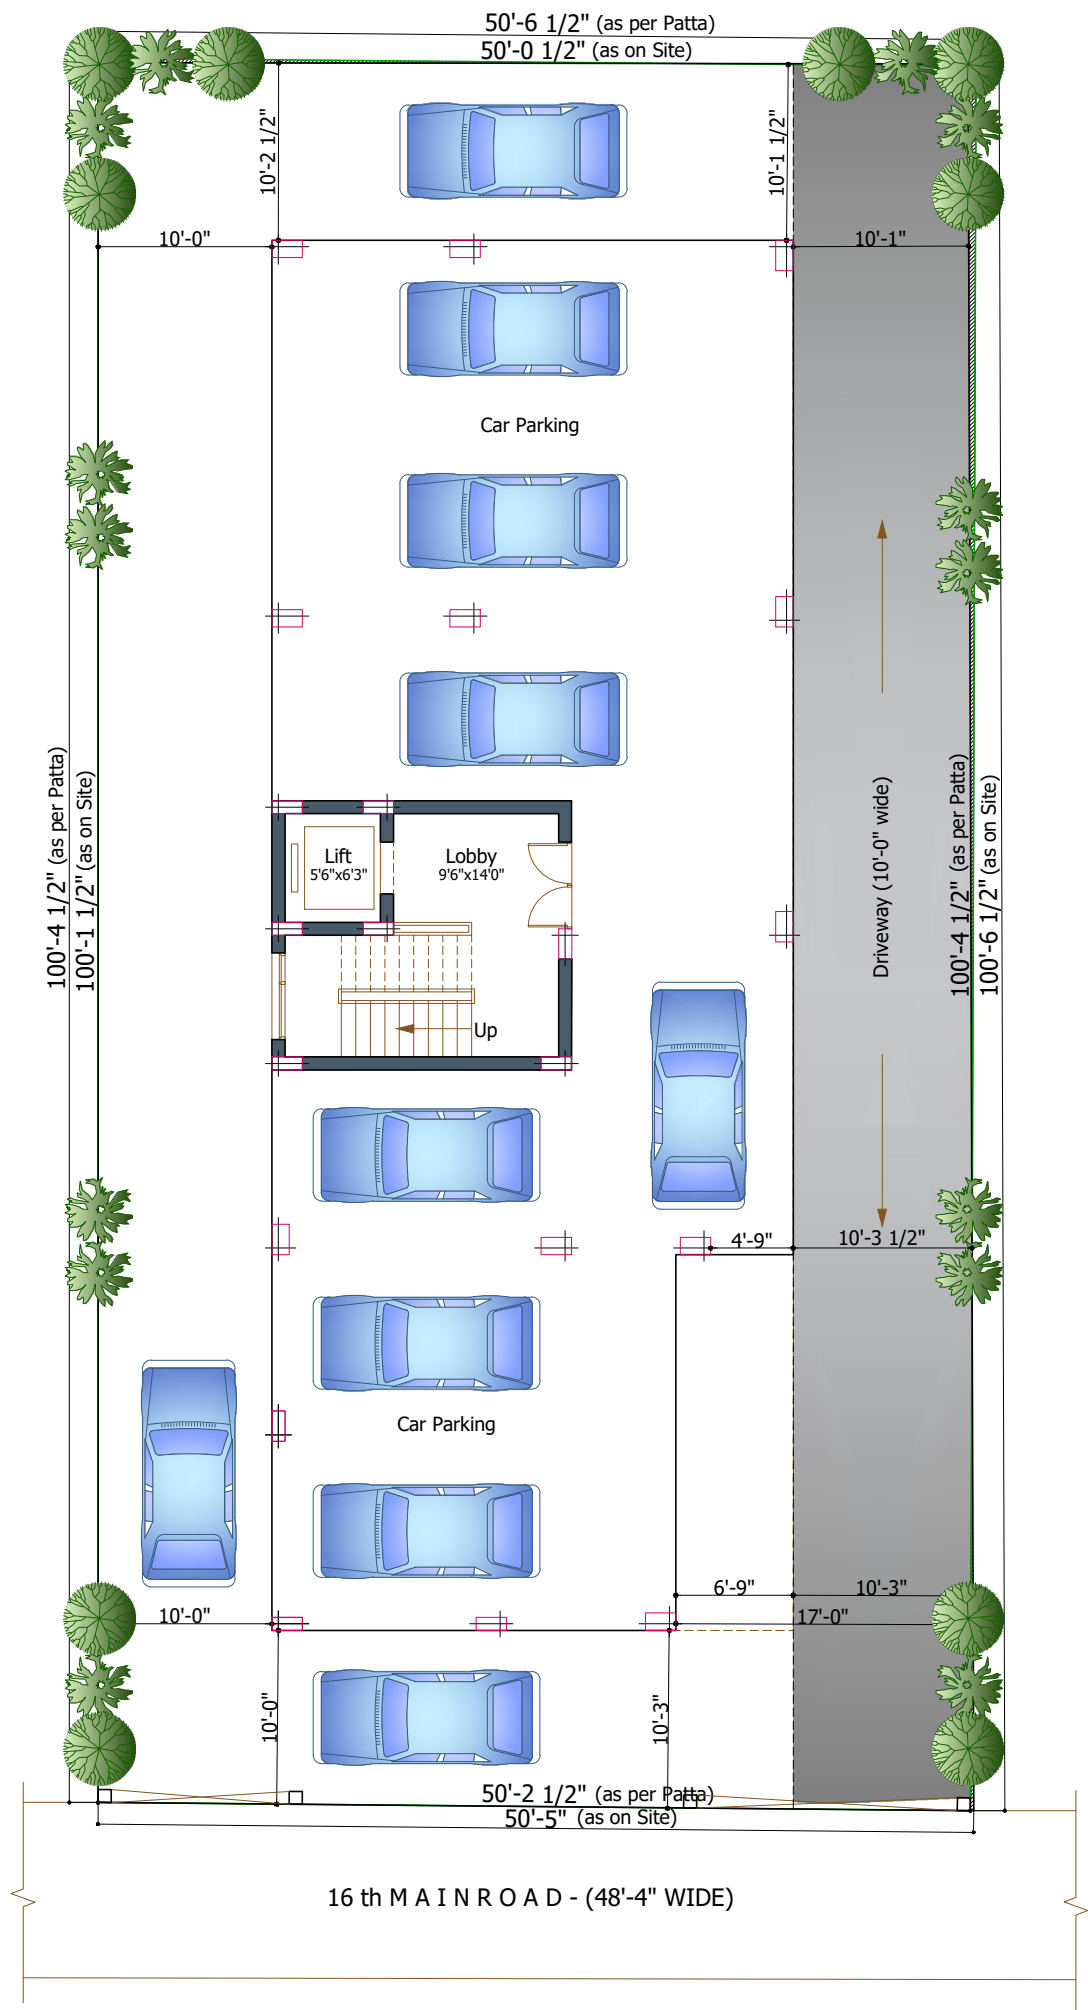 50'-6 1/2" (as per Patta)
50'-0 1/2" (as on Site)
10'-2 1/2"
10'-1 1/2"
10'-0"
10'-1"
Car Parking
100'-4 1/2" (as per Patta)
100'-1 1/2" (as on Site)
Lift
5'6"x6'3"
Lobby
9'6"x14'0"
Driveway (10'-0" wide)
100'-4 1/2" (as per Patta)
100'-6 1/2" (as on Site)
Up
4'-9"
10'-3 1/2"
Car Parking
6'-9"
10'-3"
10'-0"
17'-0"
10'-0"
10'-3"
50'-2 1/2" (as per Patta)
50'-5" (as on Site)
16 th M A I N R O A D - (48'-4" WIDE)